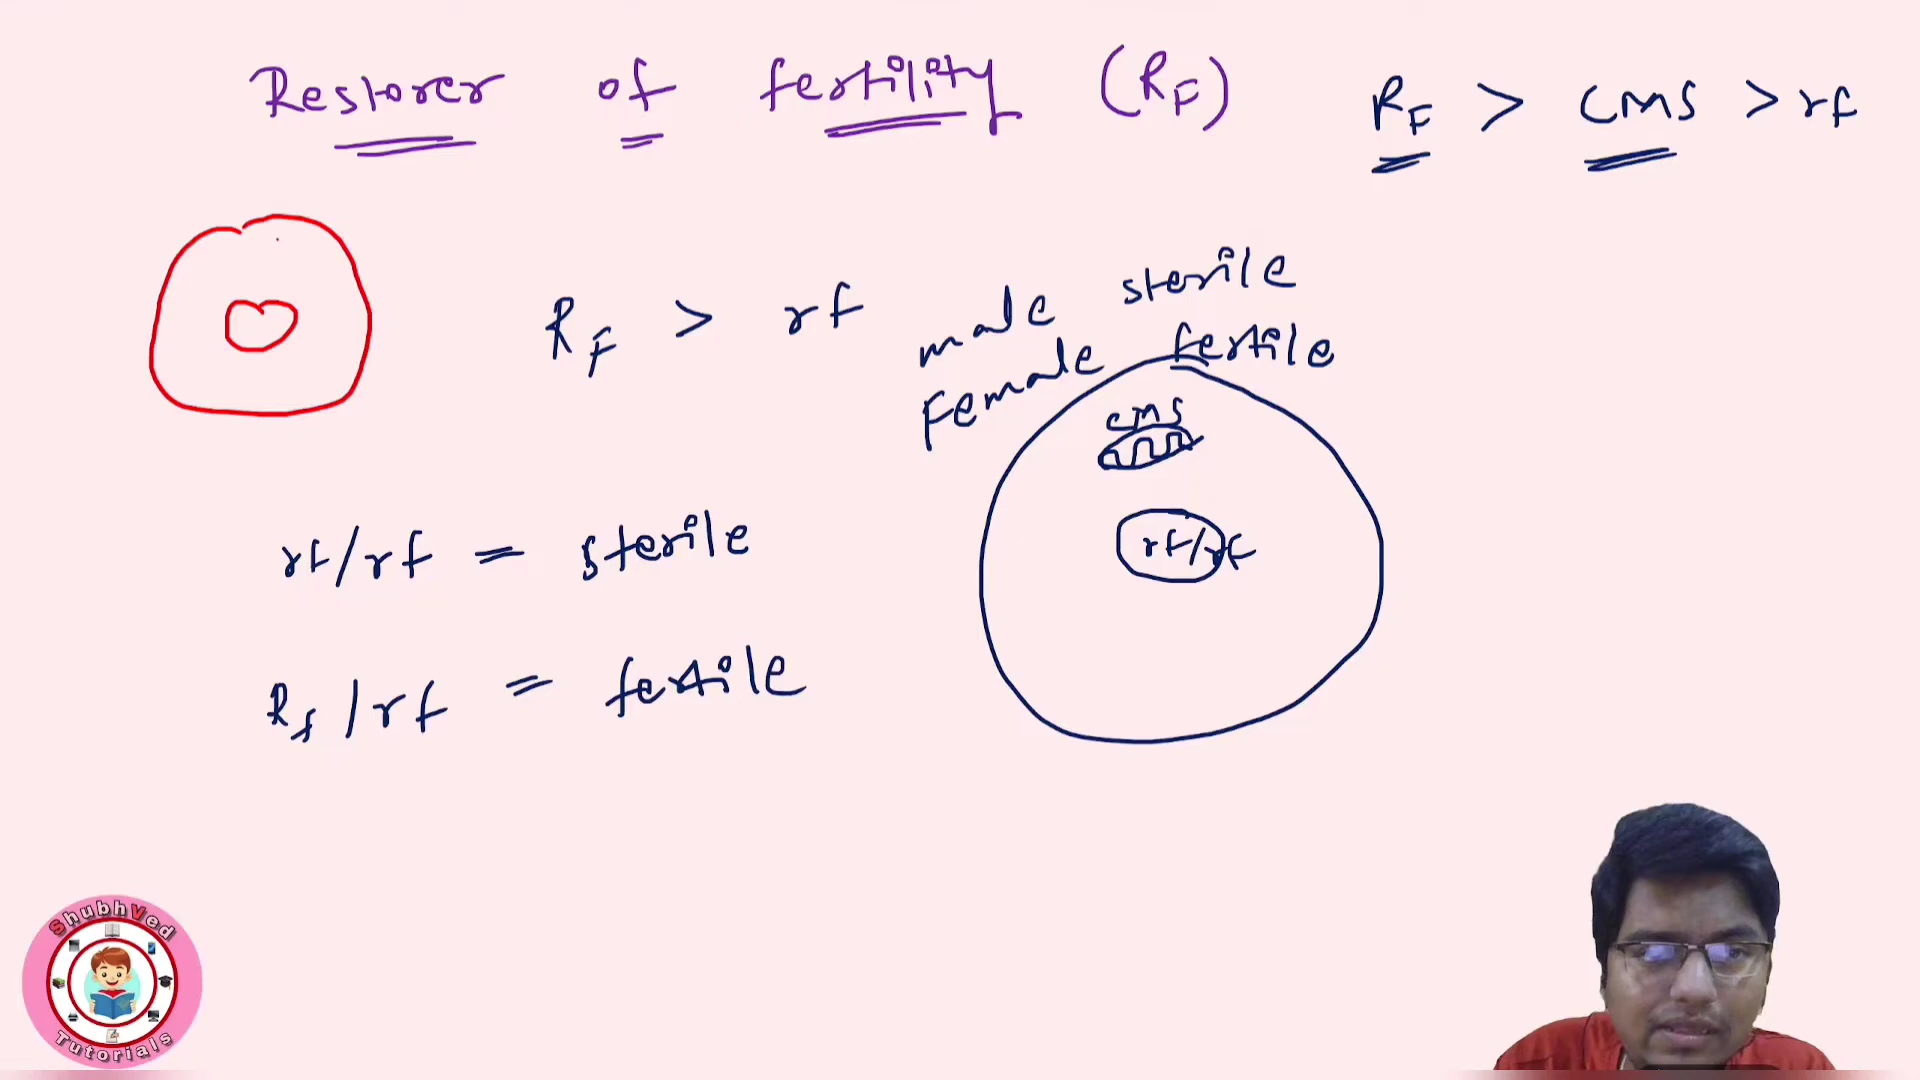 Restorer of fertility (RF)
RF > CMS > rf
RF > rf
male sterile
Female fertile
CMS
rf/rf
rf/rf = sterile
Rf/rf = fertile
ShubhVed
Tutorials